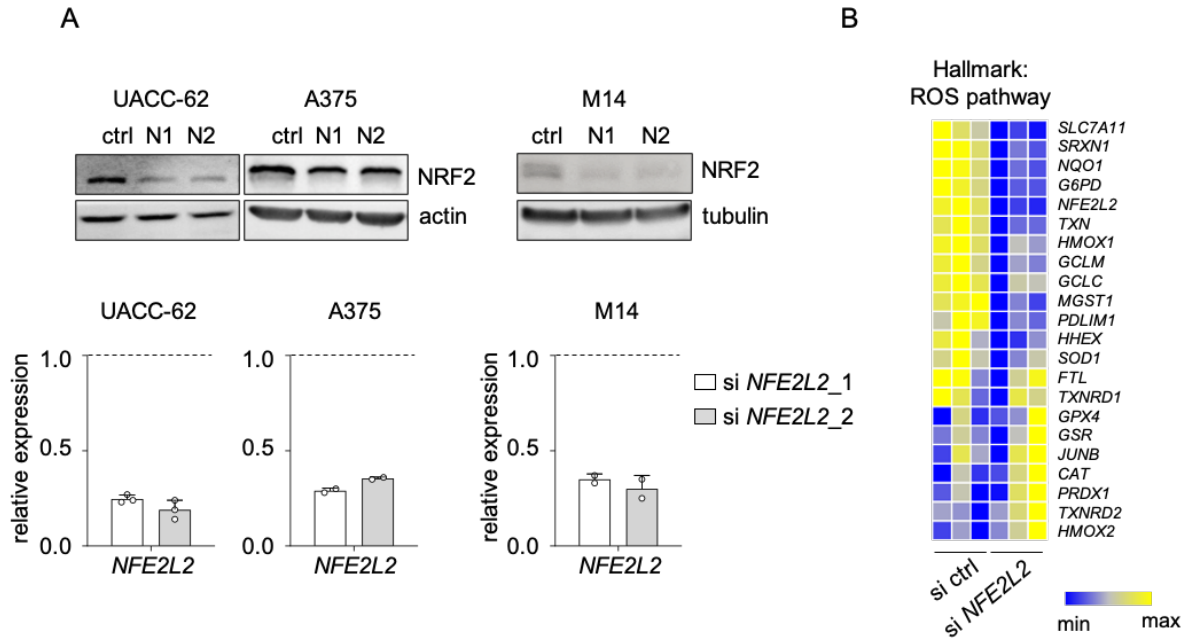 A
B
UACC-62
A375
M14
ctrl N1 N2
ctrl N1 N2
ctrl N1 N2
NRF2
NRF2
actin
tubulin
UACC-62
A375
M14
relative expression
1.0
0.5
0.0
NFE2L2
1.0
0.5
0.0
NFE2L2
relative expression
1.0
0.5
0.0
NFE2L2
si NFE2L2_1
si NFE2L2_2
Hallmark:
ROS pathway
SLC7A11
SRXN1
NQO1
G6PD
NFE2L2
TXN
HMOX1
GCLM
GCLC
MGST1
PDLIM1
HHEX
SOD1
FTL
TXNRD1
GPX4
GSR
JUNB
CAT
PRDX1
TXNRD2
HMOX2
si ctrl
si NFE2L2
min max